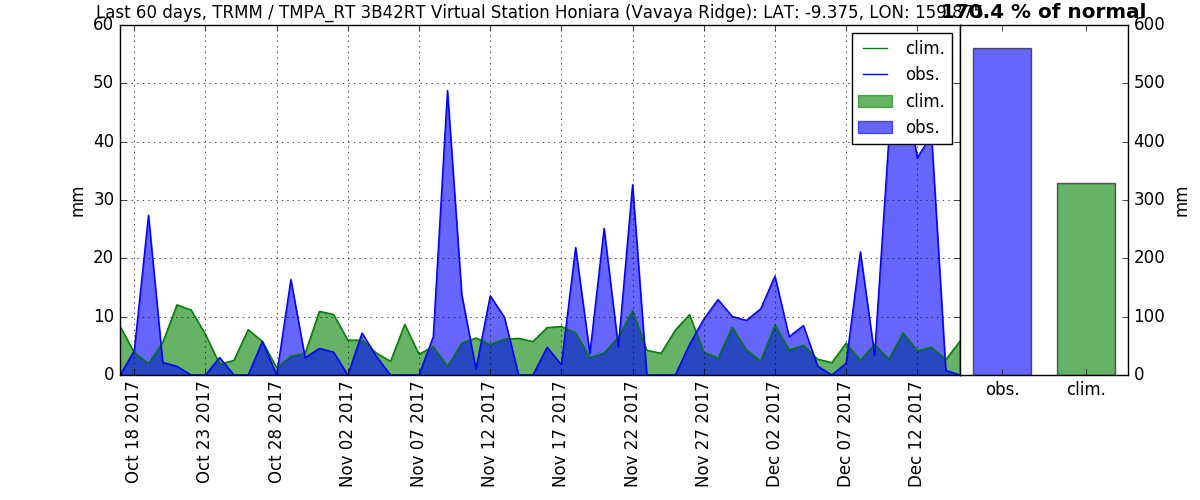 Last 60 days, TRMM / TMPA_RT 3B42RT Virtual Station Honiara (Vavaya Ridge): LAT: -9.375, LON:
170.4 % of normal
60
50
40
30
20
10
0
mm
clim.
obs.
clim.
obs.
600
500
400
300
200
100
0
mm
obs.
clim.
Oct 18 2017
Oct 23 2017
Oct 28 2017
Nov 02 2017
Nov 07 2017
Nov 12 2017
Nov 17 2017
Nov 22 2017
Nov 27 2017
Dec 02 2017
Dec 07 2017
Dec 12 2017